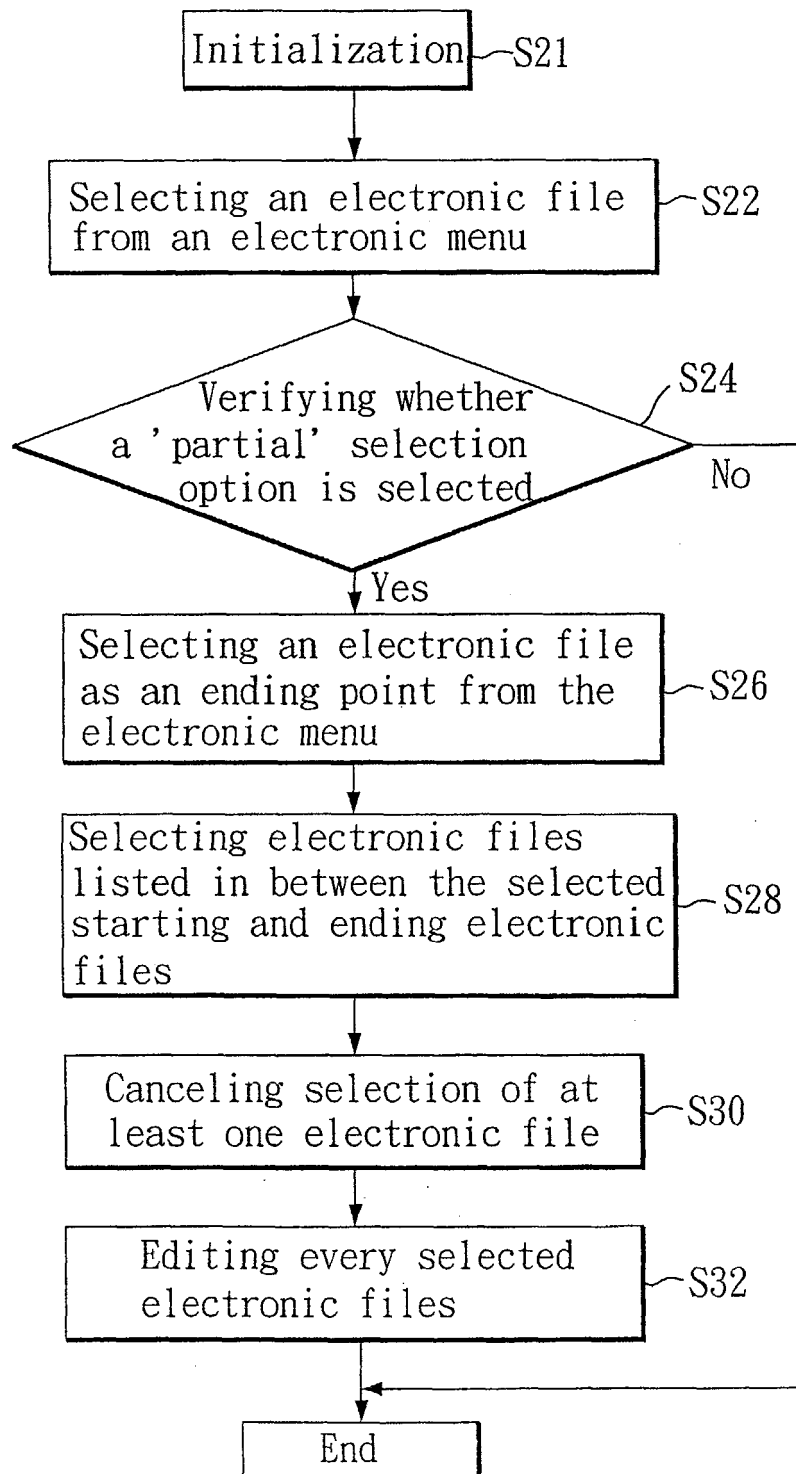 Initialization
S21
Selecting an electronic file
from an electronic menu
S22
Verifying whether
a 'partial' selection
option is selected
S24
No
Yes
Selecting an electronic file
as an ending point from the
electronic menu
S26
Selecting electronic files
listed in between the selected
starting and ending electronic
files
S28
Canceling selection of at
least one electronic file
S30
Editing every selected
electronic files
S32
End